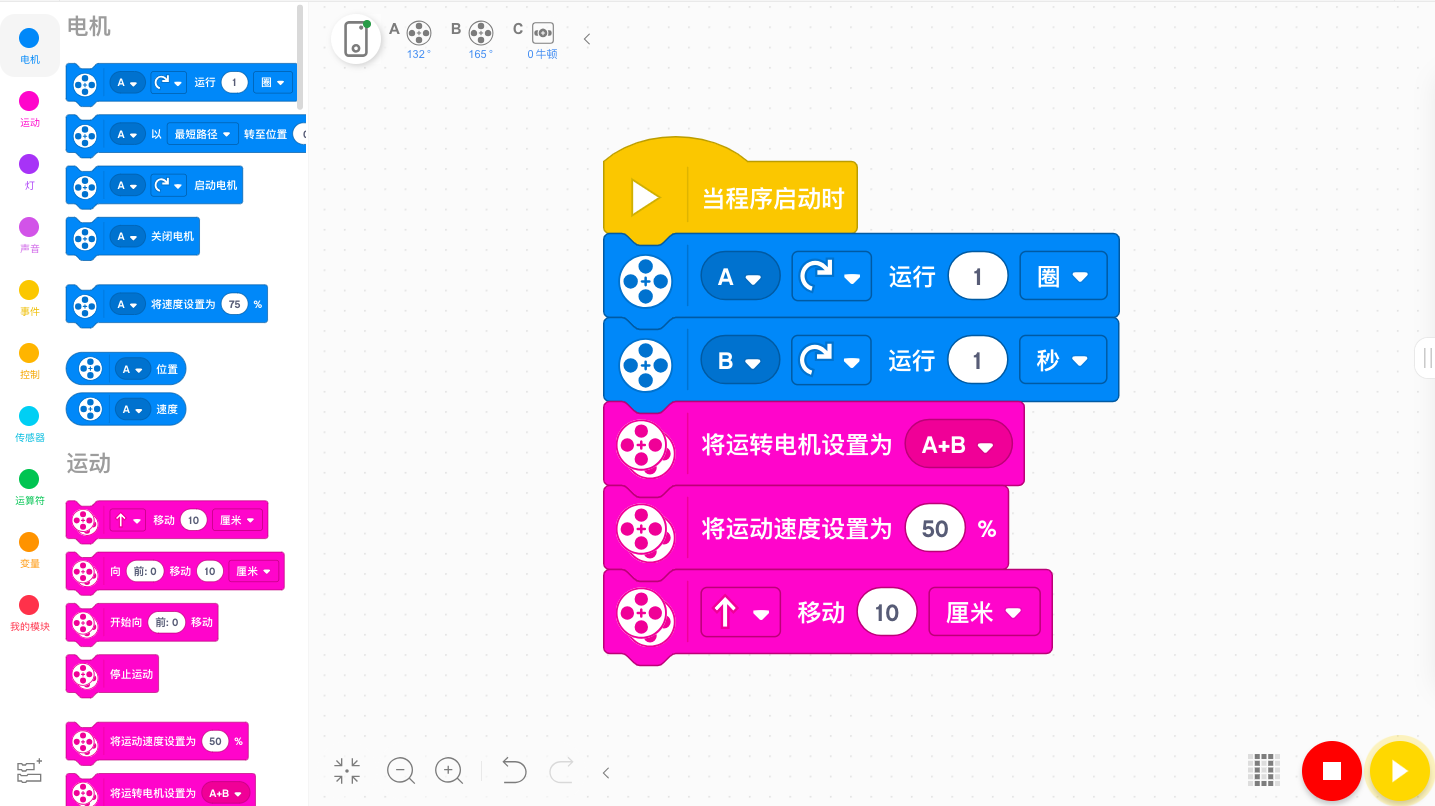 电机
运动
灯
声音
事件
控制
传感器
运算符
变量
我的模块
电机
A 运行 1 圈
A 以 最短路径 转至位置
A 启动电机
A 关闭电机
A 将速度设置为 75 %
A 位置
A 速度
运动
移动 10 厘米
向 前: 0 移动 10 厘米
开始向 前: 0 移动
停止运动
将运动速度设置为 50 %
将运转电机设置为 A+B
A B C
132° 165° 0 牛顿
当程序启动时
A 运行 1 圈
B 运行 1 秒
将运转电机设置为 A+B
将运动速度设置为 50 %
移动 10 厘米